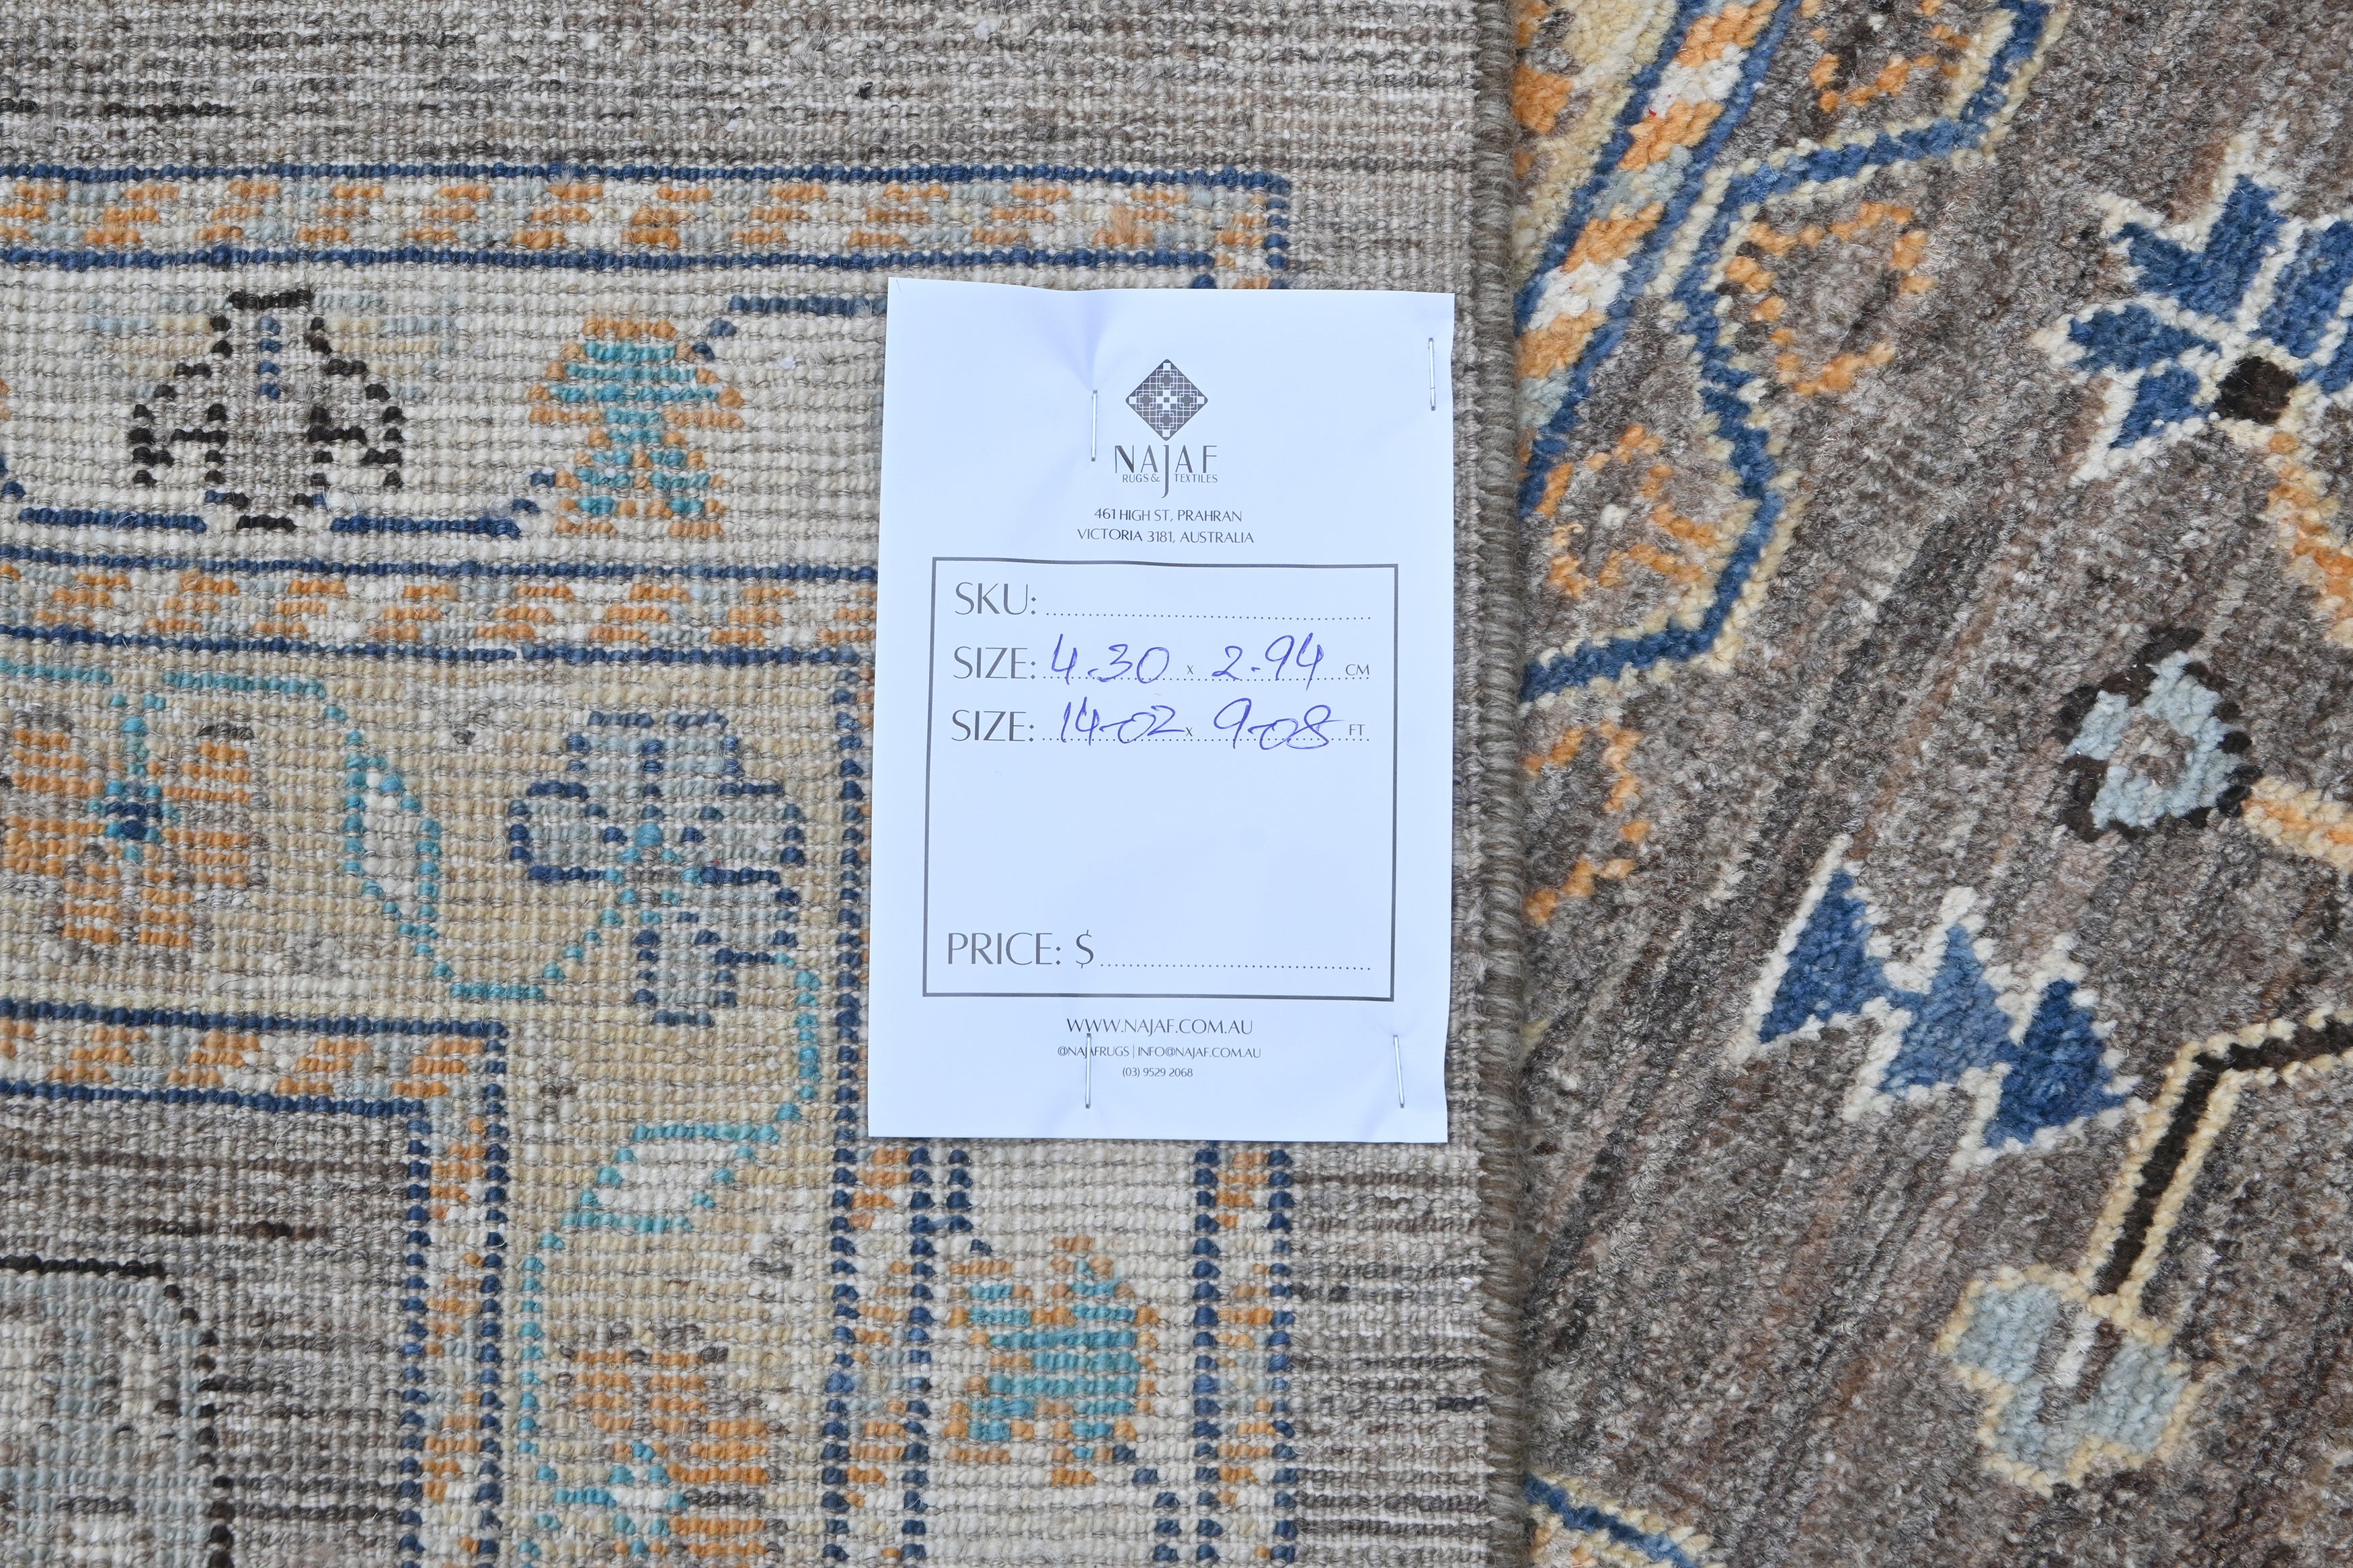 NAJAF
RUGS & TEXTILES
461 HIGH ST, PRAHRAN
VICTORIA 3181, AUSTRALIA
SKU:
SIZE: 4.30 x 2.94 CM
SIZE: 14-02 x 9-08 FT
PRICE: $
WWW.NAJAF.COM.AU
@NAJAFRUGS | INFO@NAJAF.COM.AU
(03) 9529 2068